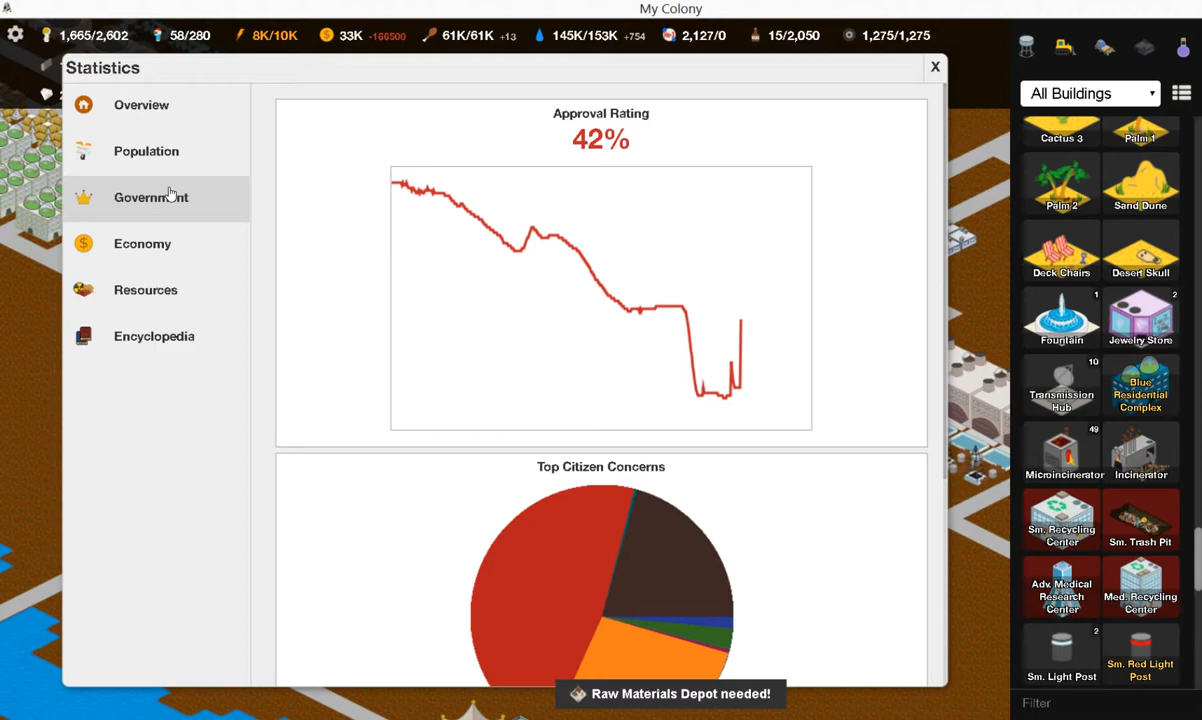 My Colony
1,665/2,602 58/280 8K/10K 33K -166500 61K/61K +13 145K/153K +754 2,127/0 15/2,050 1,275/1,275
Statistics
X
Overview
Population
Government
Economy
Resources
Encyclopedia
Approval Rating
42%
Top Citizen Concerns
Raw Materials Depot needed!
All Buildings
Cactus 3
Palm 1
Palm 2
Sand Dune
Deck Chairs
Desert Skull
1
Fountain
2
Jewelry Store
10
Transmission
Hub
Blue
Residential
Complex
49
Microincinerator
Incinerator
Sm. Recycling
Center
Sm. Trash Pit
Adv. Medical
Research
Center
Med. Recycling
Center
2
Sm. Light Post
Sm. Red Light
Post
Filter